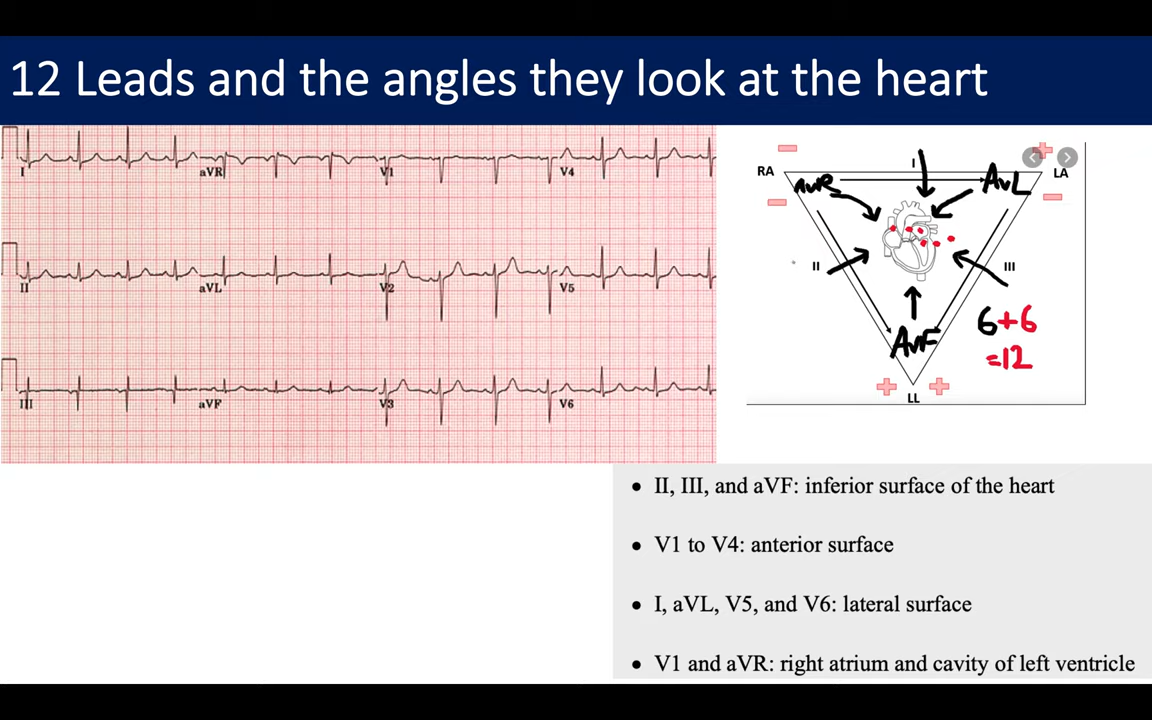 12 Leads and the angles they look at the heart
I aVR V1 V4
II aVL V2 V5
III aVF V3 V6
I
RA LA
AVR AVL
II III
6+6
=12
AVF
LL
• II, III, and aVF: inferior surface of the heart
• V1 to V4: anterior surface
• I, aVL, V5, and V6: lateral surface
• V1 and aVR: right atrium and cavity of left ventricle